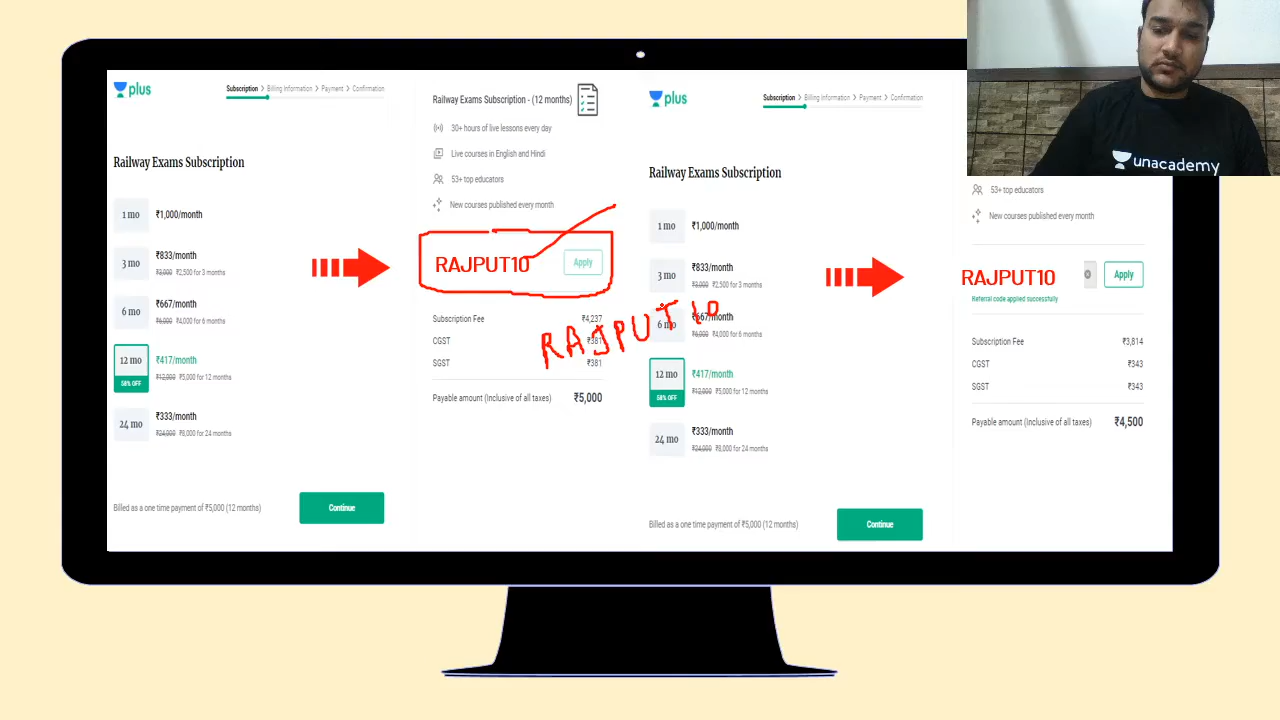 plus
Subscription > Billing Information > Payment > Confirmation
Railway Exams Subscription
1 mo
₹1,000/month
3 mo
₹833/month
₹3,000 ₹2,500 for 3 months
6 mo
₹667/month
₹6,000 ₹4,000 for 6 months
12 mo
58% OFF
₹417/month
₹12,000 ₹5,000 for 12 months
24 mo
₹333/month
₹24,000 ₹8,000 for 24 months
Billed as a one time payment of ₹5,000 (12 months)
Continue
Railway Exams Subscription - (12 months)
30+ hours of live lessons every day
Live courses in English and Hindi
53+ top educators
New courses published every month
RAJPUT10
Apply
Subscription Fee ₹4,237
CGST ₹381
SGST ₹381
Payable amount (Inclusive of all taxes) ₹5,000
RAJPUT10
plus
Subscription > Billing Information > Payment > Confirmation
Railway Exams Subscription
1 mo
₹1,000/month
3 mo
₹833/month
₹3,000 ₹2,500 for 3 months
6 mo
₹667/month
₹6,000 ₹4,000 for 6 months
12 mo
58% OFF
₹417/month
₹12,000 ₹5,000 for 12 months
24 mo
₹333/month
₹24,000 ₹8,000 for 24 months
Billed as a one time payment of ₹5,000 (12 months)
Continue
unacademy
53+ top educators
New courses published every month
RAJPUT10
Apply
Referral code applied successfully
Subscription Fee ₹3,814
CGST ₹343
SGST ₹343
Payable amount (Inclusive of all taxes) ₹4,500